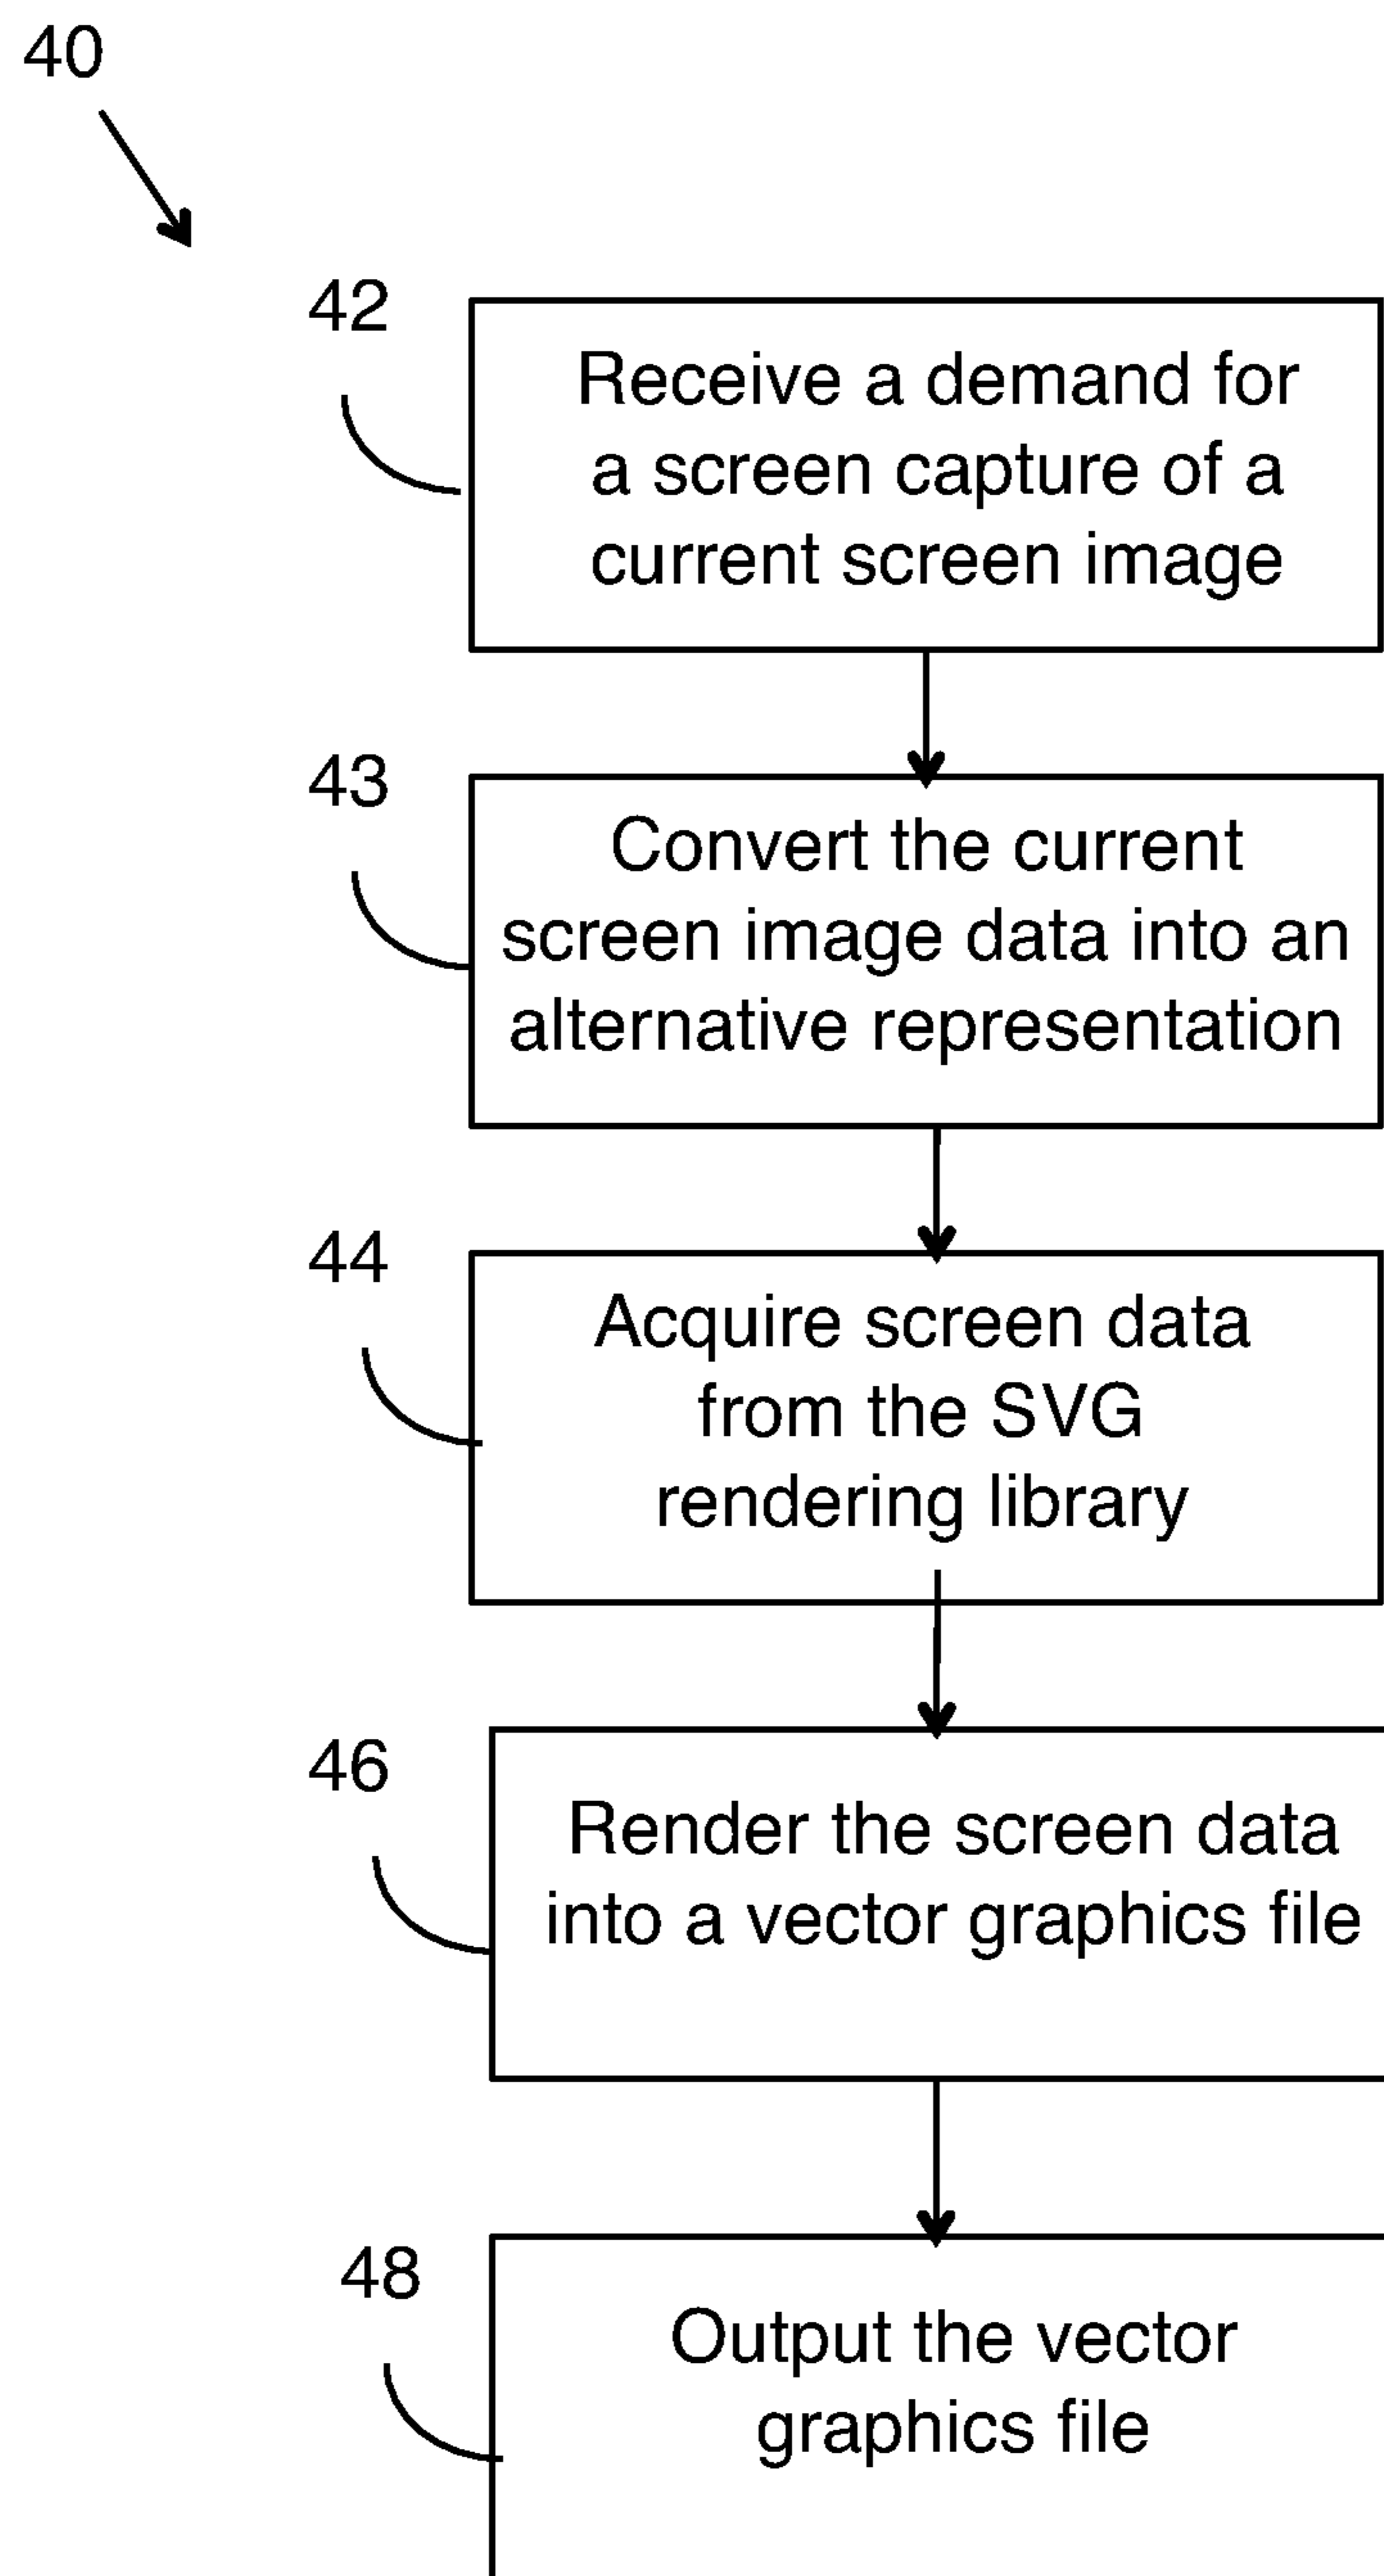 40
42
Receive a demand for
a screen capture of a
current screen image
43
Convert the current
screen image data into an
alternative representation
44
Acquire screen data
from the SVG
rendering library
46
Render the screen data
into a vector graphics file
48
Output the vector
graphics file